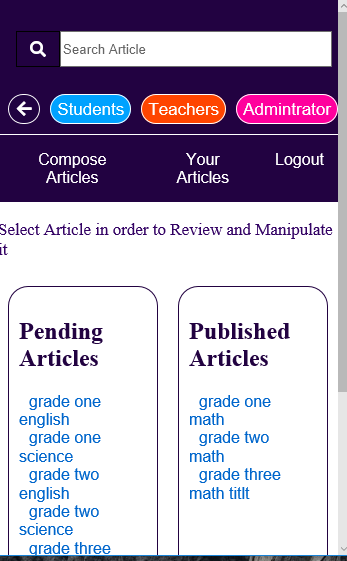 Search Article
Students Teachers Admintrator
Compose Your Logout
Articles Articles
Select Article in order to Review and Manipulate
it
Pending
Articles
grade one
english
grade one
science
grade two
english
grade two
science
grade three
Published
Articles
grade one
math
grade two
math
grade three
math titlt